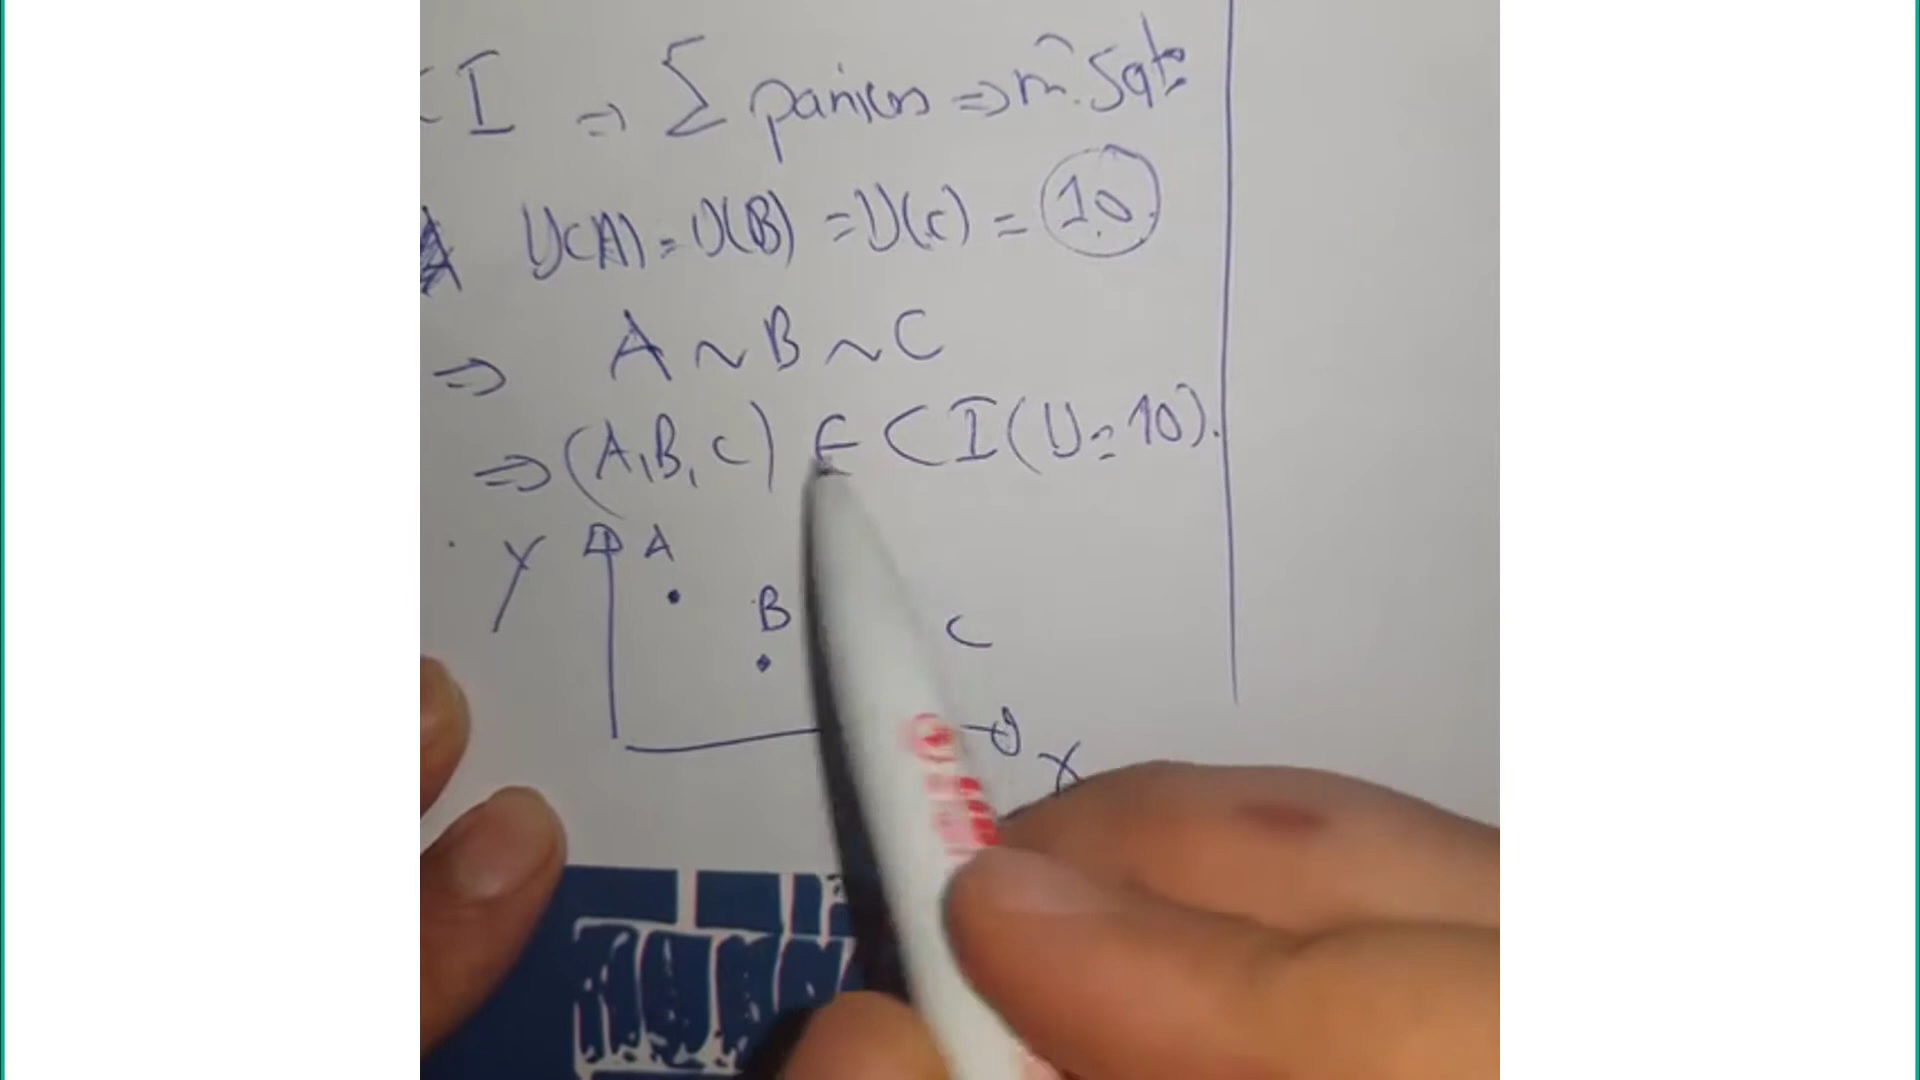 CI ⇒ Σ paniers ⇒ m̂ Sat°
U(A) = U(B) = U(C) = 10
⇒ A ~ B ~ C
⇒ (A, B, C) ∈ CI (U = 10).
Y A
B C
X